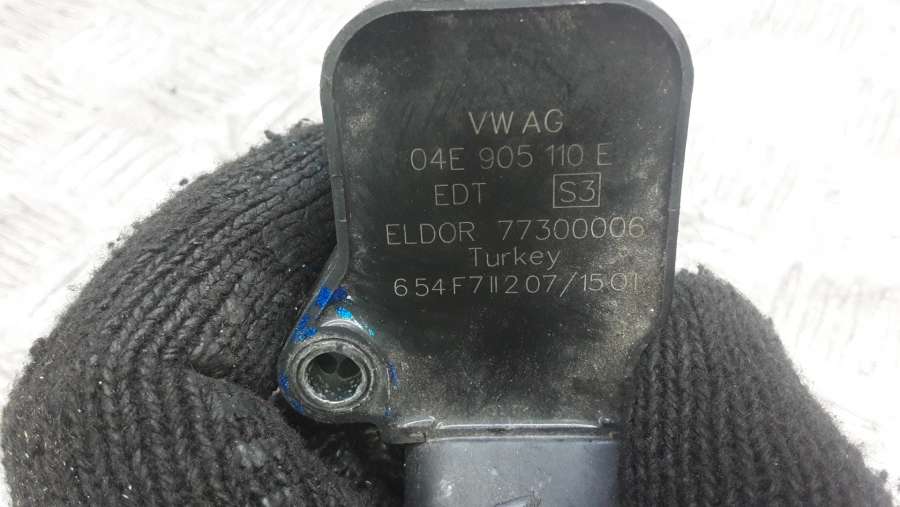 VW AG
04E 905 110 E
EDT S3
ELDOR 77300006
Turkey
654F711207/1501